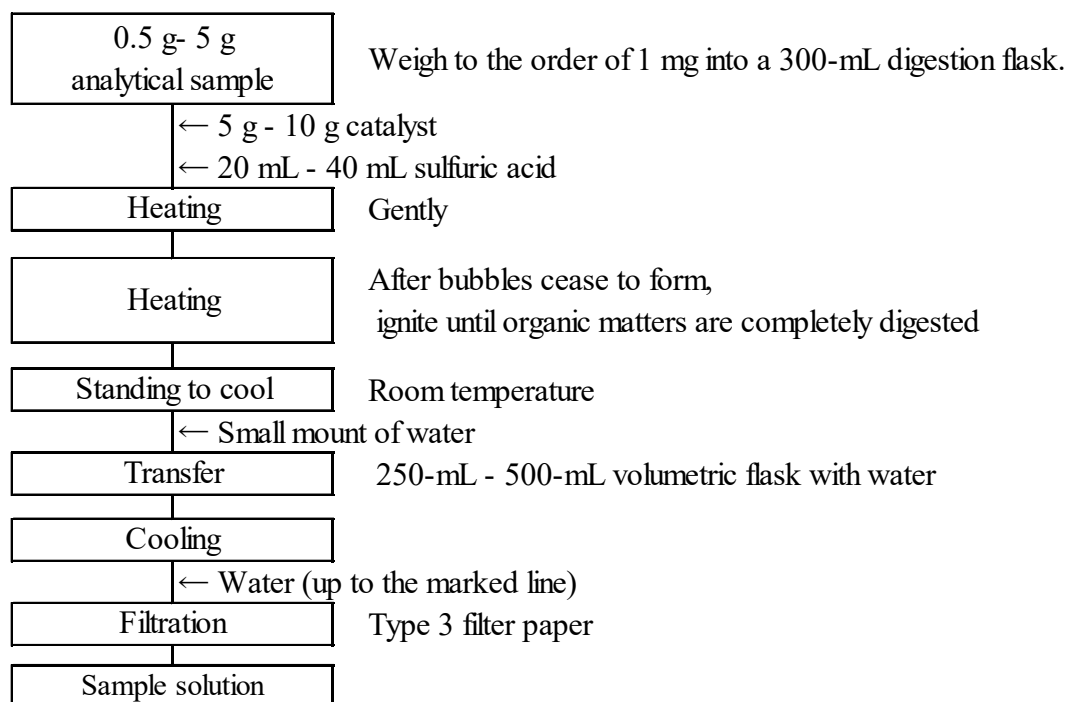 0.5 g- 5 g
analytical sample
Weigh to the order of 1 mg into a 300-mL digestion flask.
← 5 g - 10 g catalyst
← 20 mL - 40 mL sulfuric acid
Heating
Gently
Heating
After bubbles cease to form,
ignite until organic matters are completely digested
Standing to cool
Room temperature
← Small mount of water
Transfer
250-mL - 500-mL volumetric flask with water
Cooling
← Water (up to the marked line)
Filtration
Type 3 filter paper
Sample solution